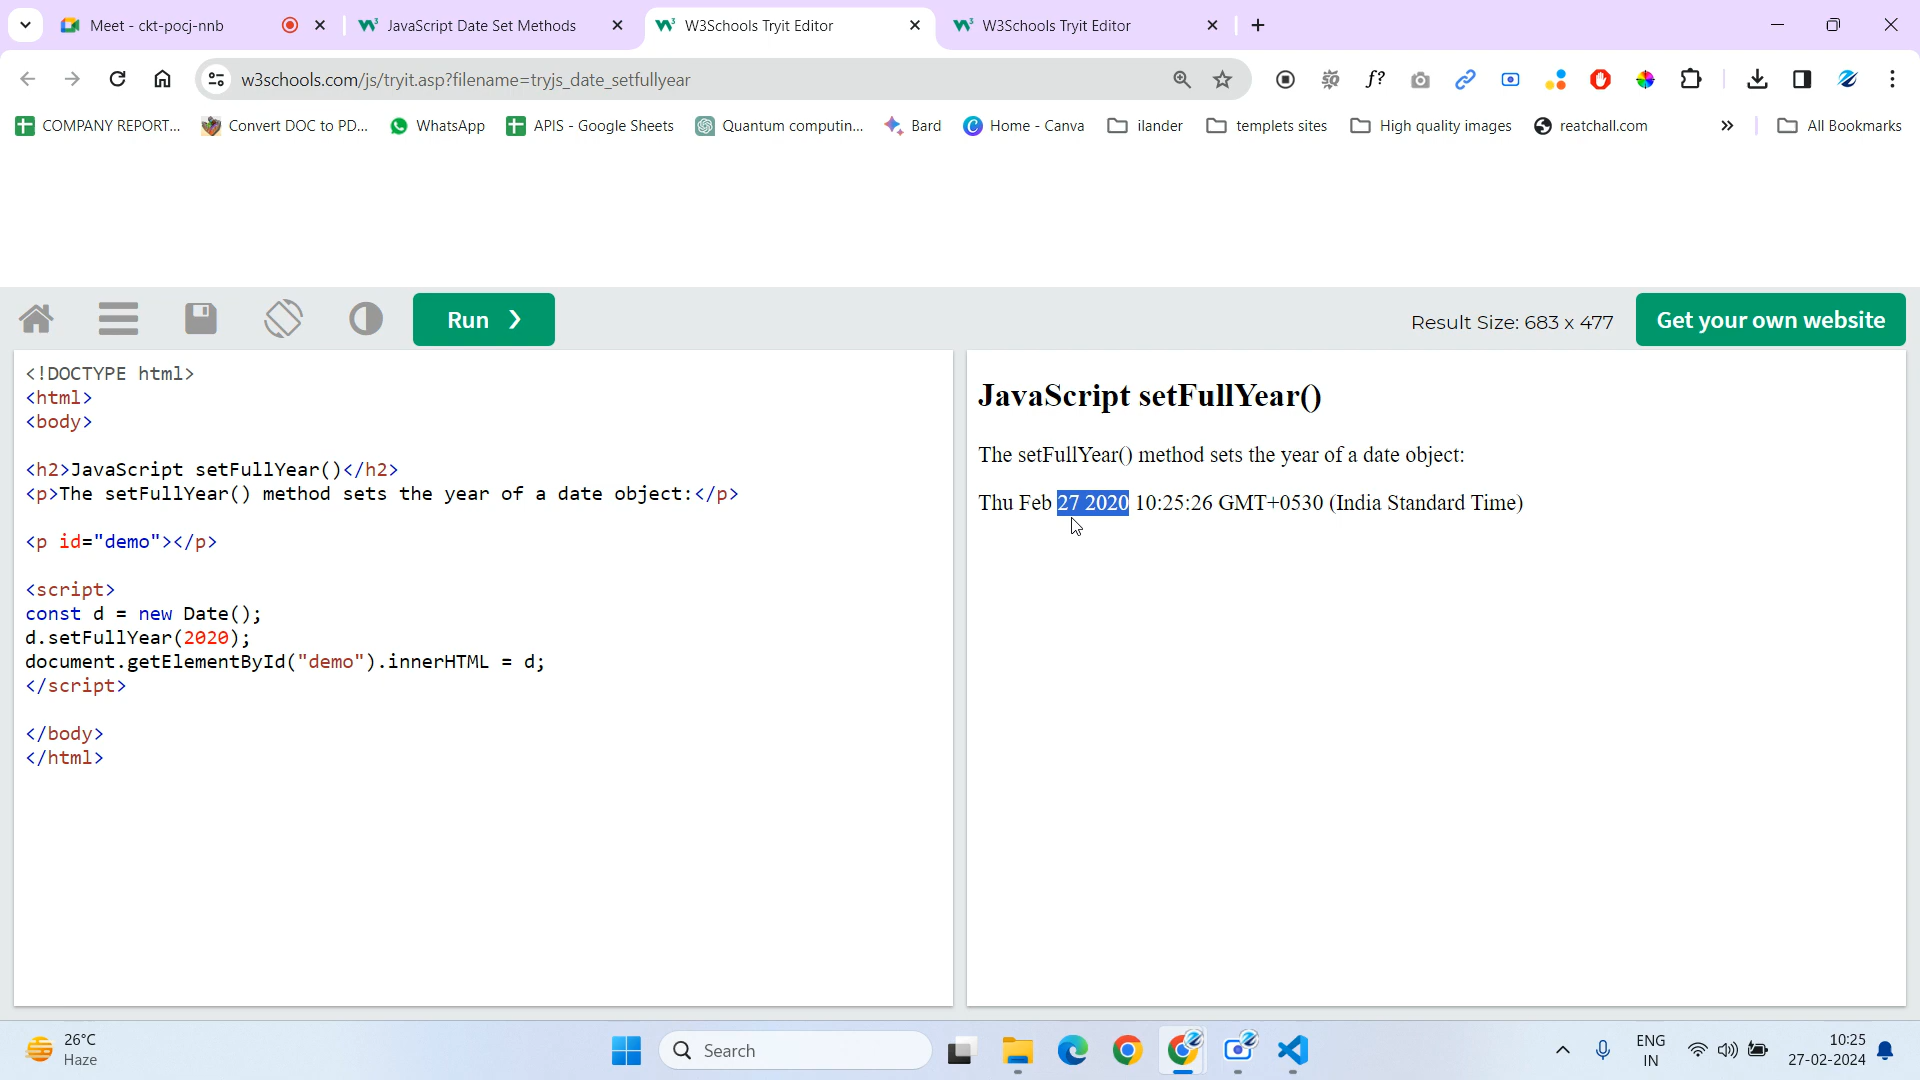 Meet - ckt-pocj-nnb
JavaScript Date Set Methods
W3Schools Tryit Editor
W3Schools Tryit Editor
w3schools.com/js/tryit.asp?filename=tryjs_date_setfullyear
f?
COMPANY REPORT...
Convert DOC to PD...
WhatsApp
APIS - Google Sheets
Quantum computin...
Bard
Home - Canva
ilander
templets sites
High quality images
reatchall.com
All Bookmarks
Run ❯
Result Size: 683 x 477
Get your own website
<!DOCTYPE html>
<html>
<body>
<h2>JavaScript setFullYear()</h2>
<p>The setFullYear() method sets the year of a date object:</p>
<p id="demo"></p>
<script>
const d = new Date();
d.setFullYear(2020);
document.getElementById("demo").innerHTML = d;
</script>
</body>
</html>
JavaScript setFullYear()
The setFullYear() method sets the year of a date object:
Thu Feb 27 2020 10:25:26 GMT+0530 (India Standard Time)
26°C
Haze
Search
ENG
IN
10:25
27-02-2024